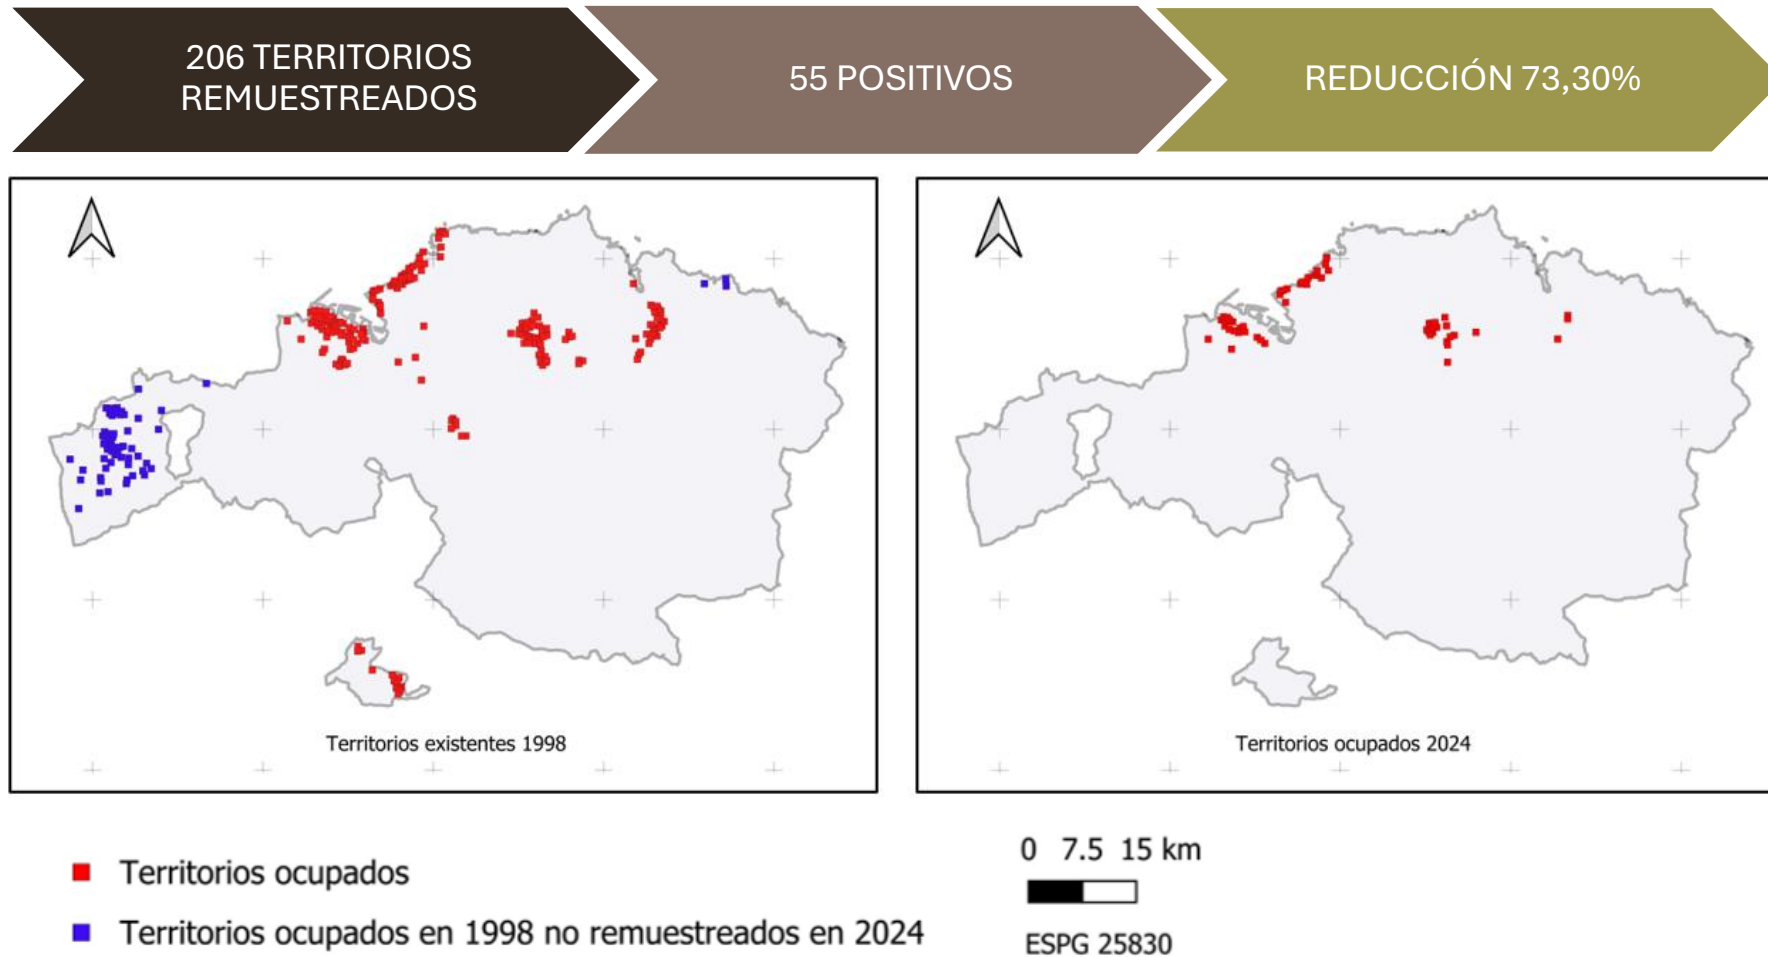 206 TERRITORIOS
REMUESTREADOS
55 POSITIVOS
REDUCCIÓN 73,30%
Territorios existentes 1998
Territorios ocupados 2024
Territorios ocupados
Territorios ocupados en 1998 no remuestreados en 2024
0 7.5 15 km
ESPG 25830